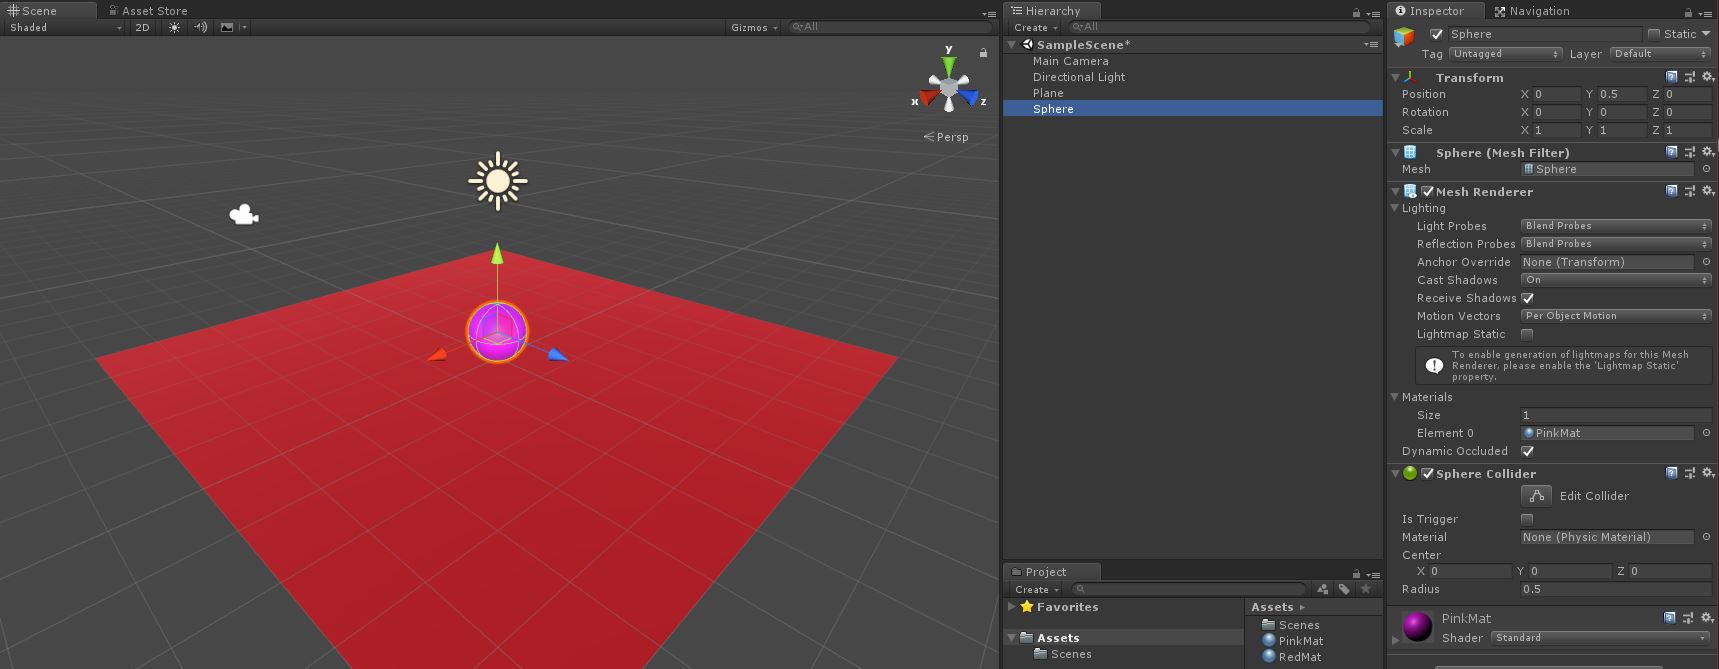 Scene Asset Store
Shaded 2D Gizmos All
y
x z
Persp
Hierarchy
Create All
SampleScene*
Main Camera
Directional Light
Plane
Sphere
Project
Create
Favorites
Assets
Scenes
Assets
Scenes
PinkMat
RedMat
Inspector Navigation
Sphere Static
Tag Untagged Layer Default
Transform
Position X 0 Y 0.5 Z 0
Rotation X 0 Y 0 Z 0
Scale X 1 Y 1 Z 1
Sphere (Mesh Filter)
Mesh Sphere
Mesh Renderer
Lighting
Light Probes Blend Probes
Reflection Probes Blend Probes
Anchor Override None (Transform)
Cast Shadows On
Receive Shadows
Motion Vectors Per Object Motion
Lightmap Static
To enable generation of lightmaps for this Mesh
Renderer, please enable the 'Lightmap Static'
property.
Materials
Size 1
Element 0 PinkMat
Dynamic Occluded
Sphere Collider
Edit Collider
Is Trigger
Material None (Physic Material)
Center
X 0 Y 0 Z 0
Radius 0.5
PinkMat
Shader Standard